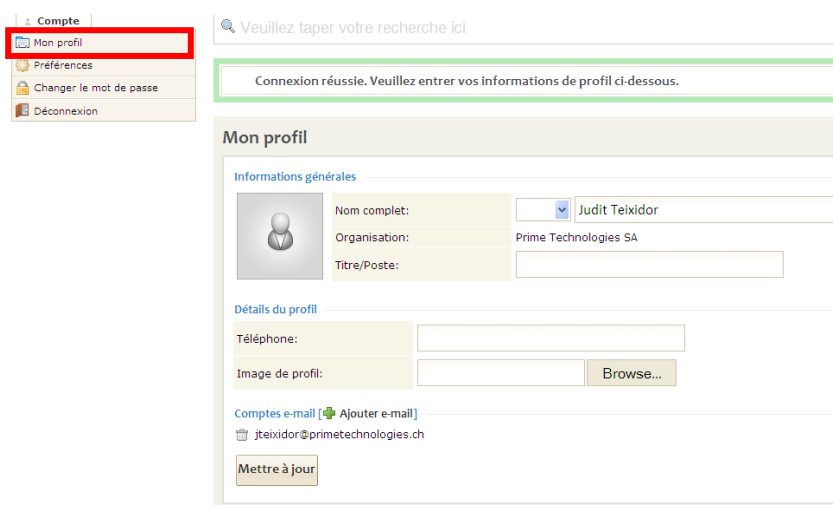 Compte
Mon profil
Préférences
Changer le mot de passe
Déconnexion
Veuillez taper votre recherche ici
Connexion réussie. Veuillez entrer vos informations de profil ci-dessous.
Mon profil
Informations générales
Nom complet: Judit Teixidor
Organisation: Prime Technologies SA
Titre/Poste:
Détails du profil
Téléphone:
Image de profil: Browse...
Comptes e-mail [Ajouter e-mail]
jteixidor@primetechnologies.ch
Mettre à jour